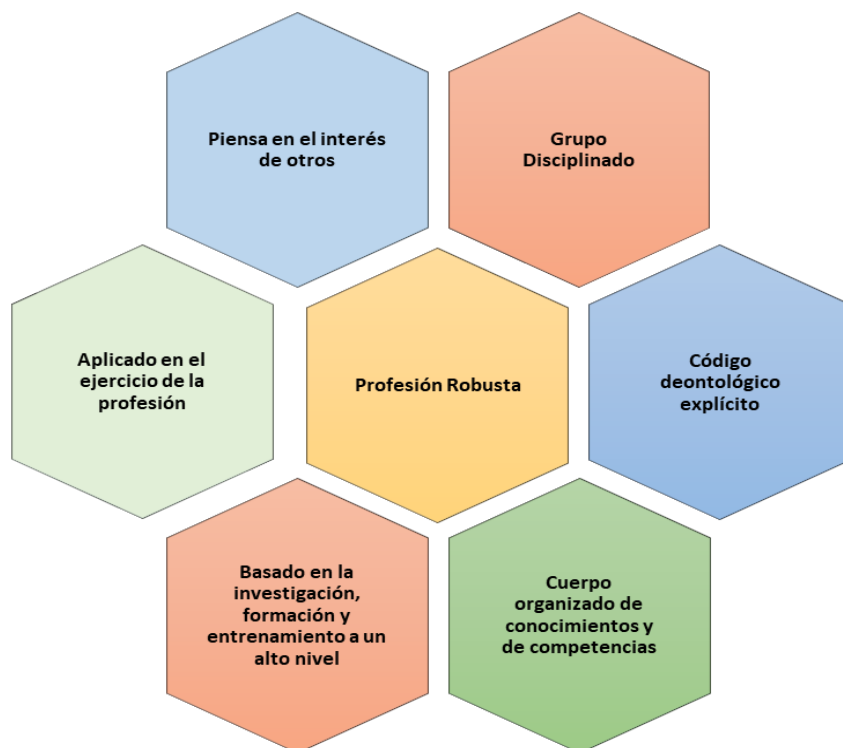 Piensa en el interés
de otros
Grupo
Disciplinado
Aplicado en el
ejercicio de la
profesión
Profesión Robusta
Código
deontológico
explícito
Basado en la
investigación,
formación y
entrenamiento a un
alto nivel
Cuerpo
organizado de
conocimientos y
de competencias